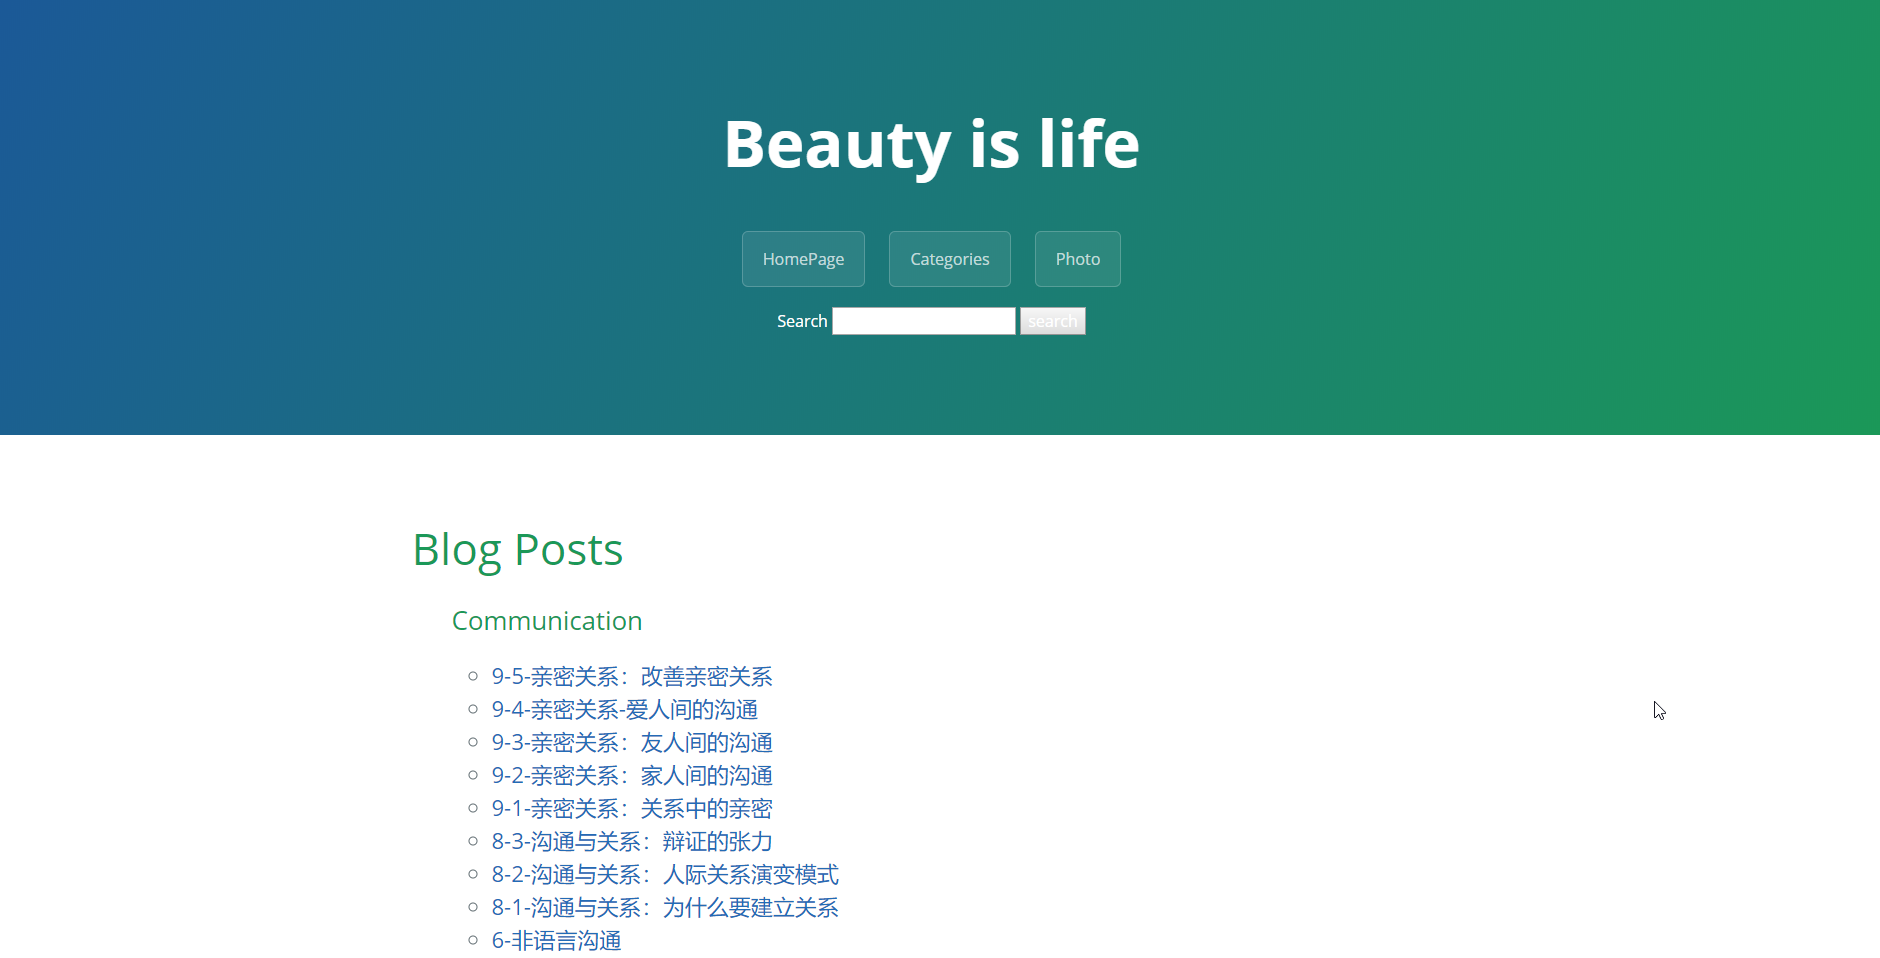 Beauty is life
HomePage Categories Photo
Search search
Blog Posts
Communication
9-5-亲密关系：改善亲密关系
9-4-亲密关系-爱人间的沟通
9-3-亲密关系：友人间的沟通
9-2-亲密关系：家人间的沟通
9-1-亲密关系：关系中的亲密
8-3-沟通与关系：辩证的张力
8-2-沟通与关系：人际关系演变模式
8-1-沟通与关系：为什么要建立关系
6-非语言沟通